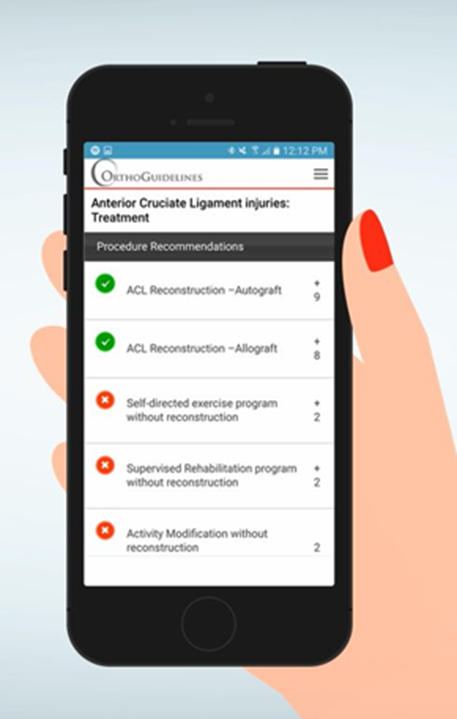 12:12 PM
ORTHOGUIDELINES
Anterior Cruciate Ligament injuries:
Treatment
Procedure Recommendations
ACL Reconstruction –Autograft
+
9
ACL Reconstruction –Allograft
+
8
Self-directed exercise program
without reconstruction
+
2
Supervised Rehabilitation program
without reconstruction
+
2
Activity Modification without
reconstruction
2